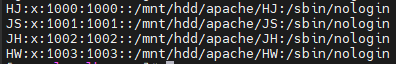 HJ:x:1000:1000::/mnt/hdd/apache/HJ:/sbin/nologin
JS:x:1001:1001::/mnt/hdd/apache/JS:/sbin/nologin
JH:x:1002:1002::/mnt/hdd/apache/JH:/sbin/nologin
HW:x:1003:1003::/mnt/hdd/apache/HW:/sbin/nologin